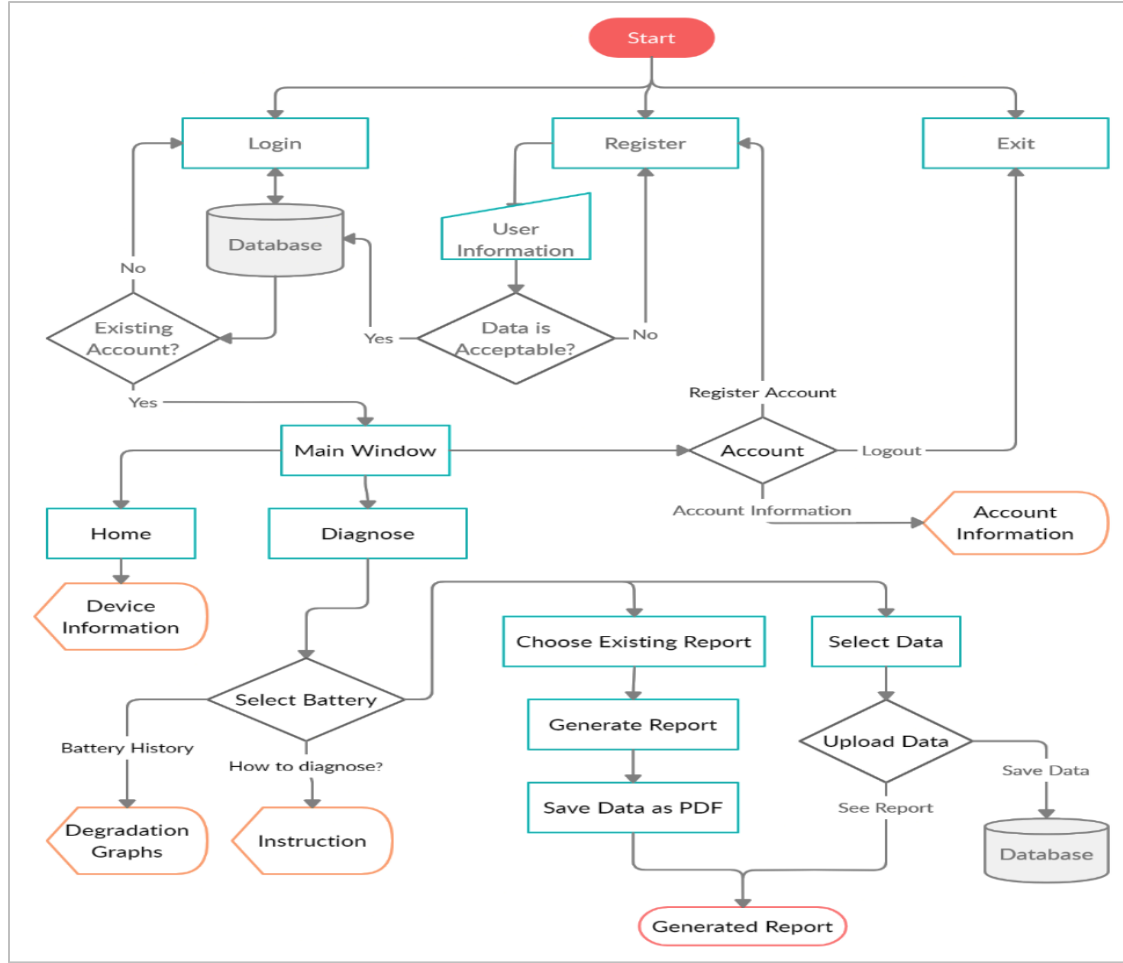 Start
Login
Register
Exit
Database
User
Information
No
Existing
Account?
Yes
Data is
Acceptable?
No
Yes
Register Account
Main Window
Account
Logout
Account Information
Account
Information
Home
Diagnose
Device
Information
Choose Existing Report
Select Data
Select Battery
Generate Report
Upload Data
Battery History
How to diagnose?
Save Data
Save Data as PDF
See Report
Degradation
Graphs
Instruction
Database
Generated Report